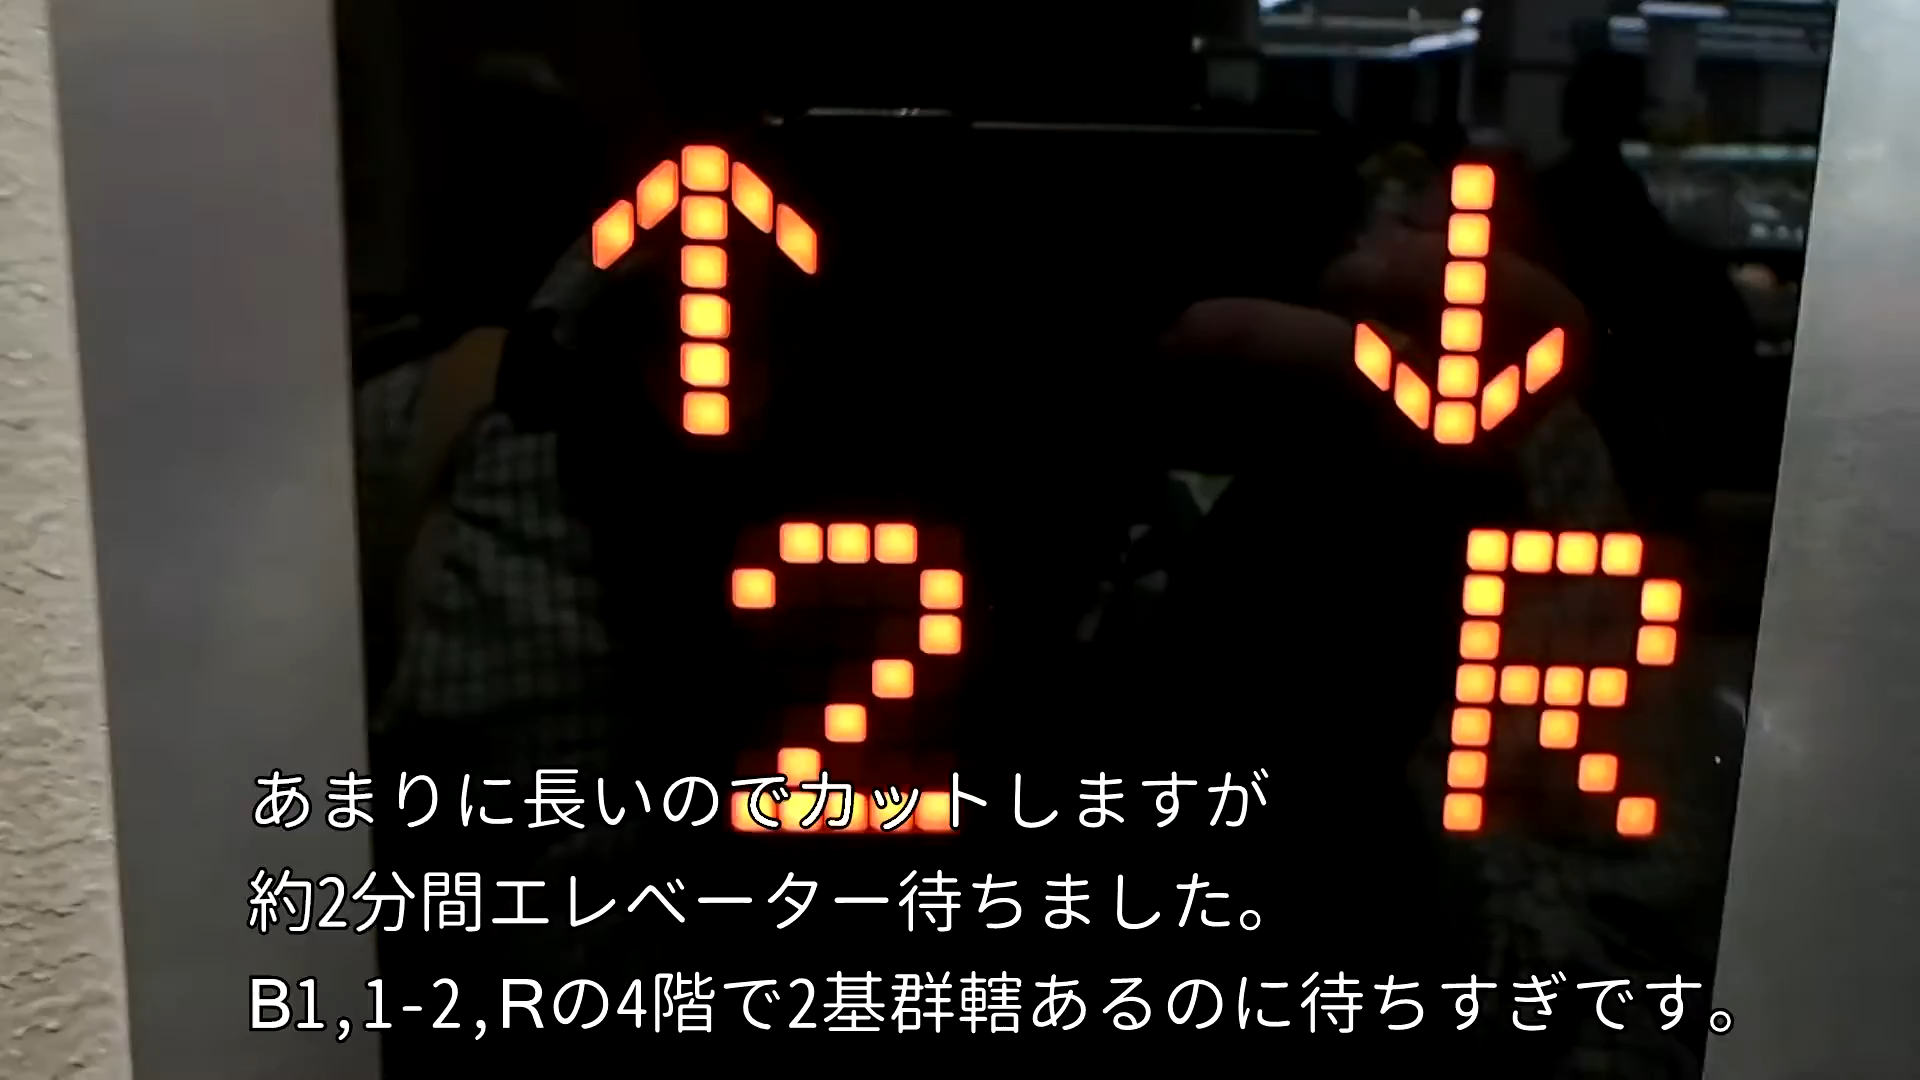 ↑ ↓
2 R
あまりに長いのでカットしますが
約2分間エレベーター待ちました。
B1,1-2,Rの4階で2基群轄あるのに待ちすぎです。